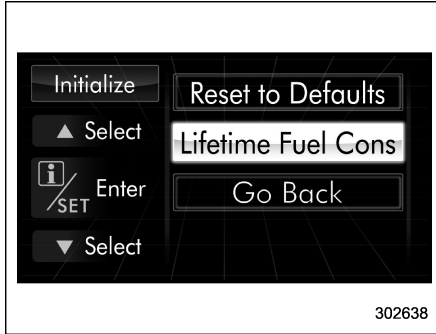 Initialize
Reset to Defaults
▲ Select
Lifetime Fuel Cons
i/SET Enter
Go Back
▼ Select
302638